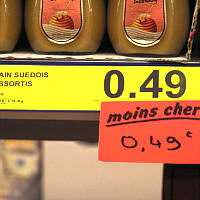 AIN SUEDOIS
SSORTIS
0.49
moins cher
0,49 €